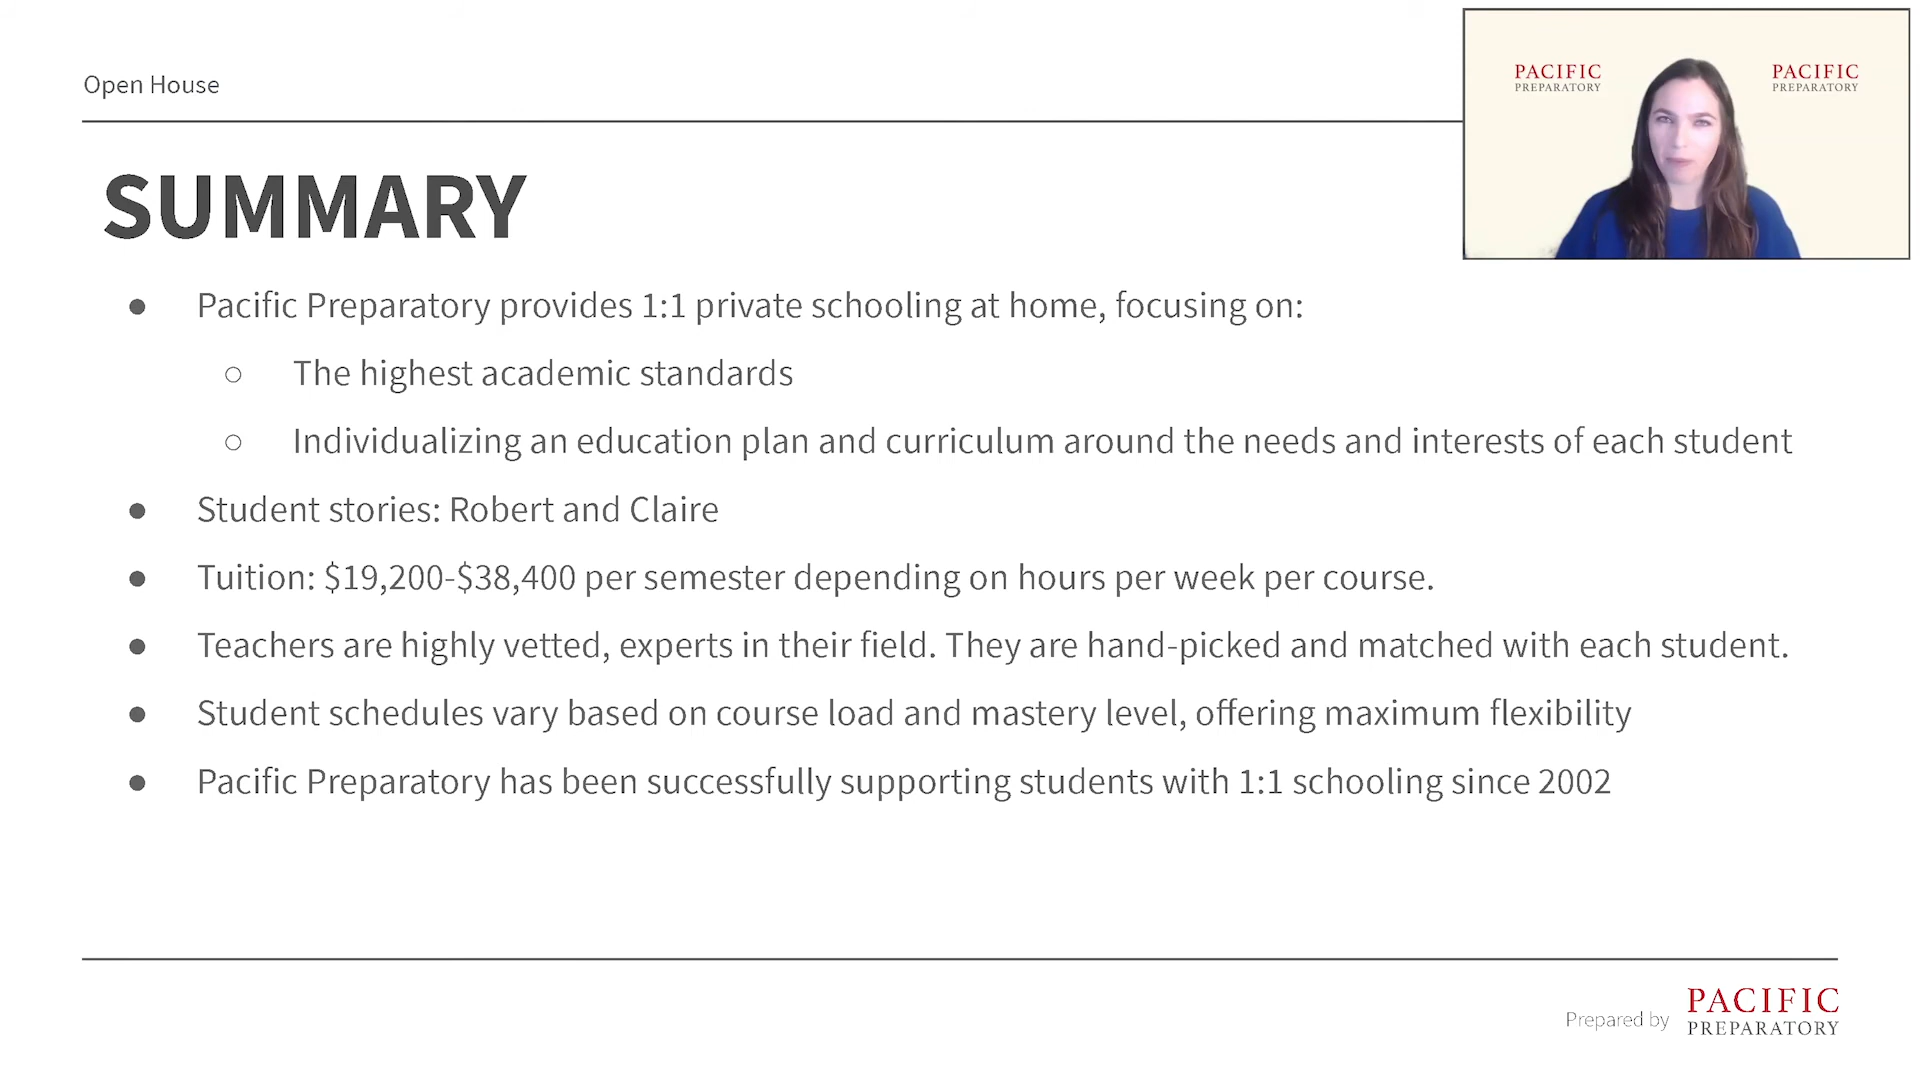 Open House
PACIFIC
PREPARATORY
PACIFIC
PREPARATORY
SUMMARY
● Pacific Preparatory provides 1:1 private schooling at home, focusing on:
○ The highest academic standards
○ Individualizing an education plan and curriculum around the needs and interests of each student
● Student stories: Robert and Claire
● Tuition: $19,200-$38,400 per semester depending on hours per week per course.
● Teachers are highly vetted, experts in their field. They are hand-picked and matched with each student.
● Student schedules vary based on course load and mastery level, offering maximum flexibility
● Pacific Preparatory has been successfully supporting students with 1:1 schooling since 2002
Prepared by
PACIFIC
PREPARATORY